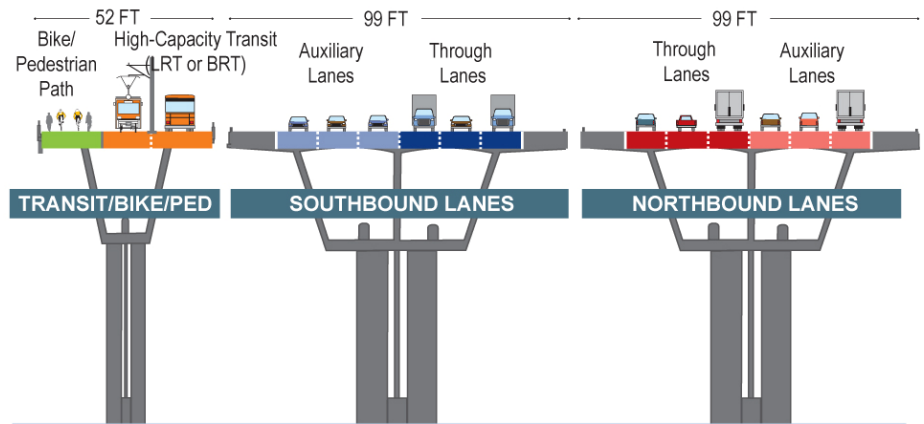 52 FT
99 FT
99 FT
Bike/
Pedestrian
Path
High-Capacity Transit
(LRT or BRT)
Auxiliary
Lanes
Through
Lanes
Through
Lanes
Auxiliary
Lanes
TRANSIT/BIKE/PED
SOUTHBOUND LANES
NORTHBOUND LANES